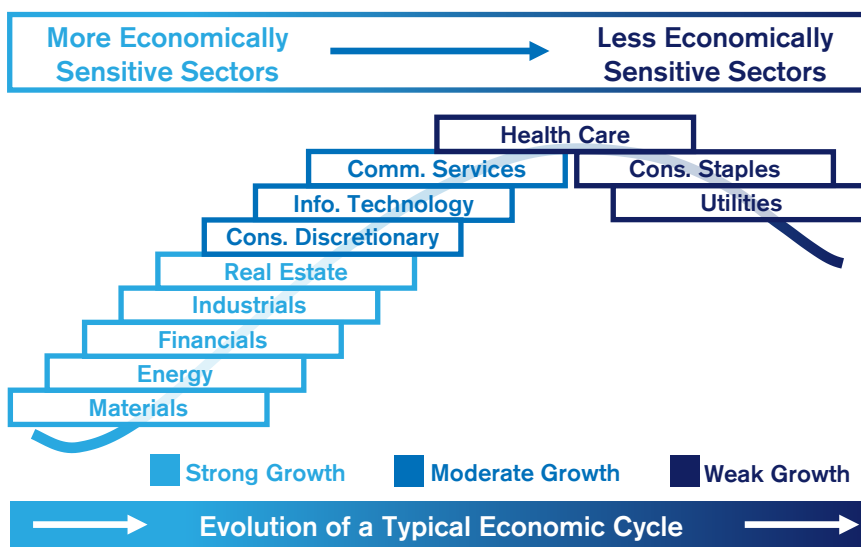 More Economically
Sensitive Sectors
Less Economically
Sensitive Sectors
Health Care
Comm. Services
Cons. Staples
Info. Technology
Utilities
Cons. Discretionary
Real Estate
Industrials
Financials
Energy
Materials
Strong Growth
Moderate Growth
Weak Growth
Evolution of a Typical Economic Cycle